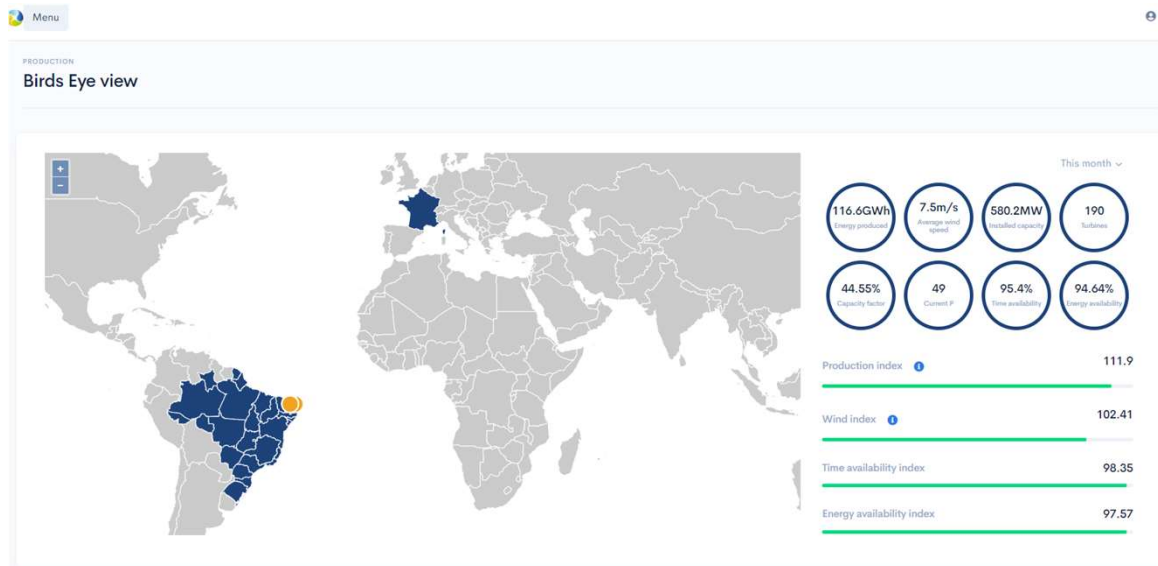 Menu
PRODUCTION
Birds Eye view
+
−
This month
116.6GWh
Energy produced
7.5m/s
Average wind
speed
580.2MW
Installed capacity
190
Turbines
44.55%
Capacity factor
49
Current P
95.4%
Time availability
94.64%
Energy availability
Production index
111.9
Wind index
102.41
Time availability index
98.35
Energy availability index
97.57